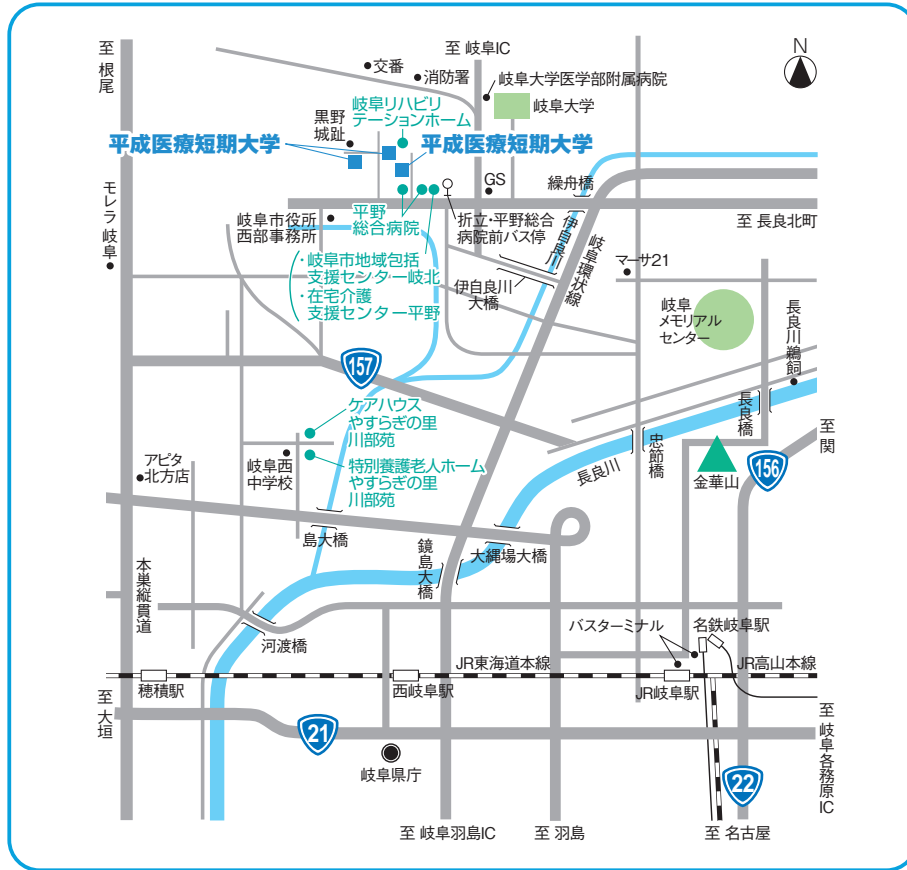 至 根尾
至 岐阜IC
N
交番
消防署
岐阜大学医学部附属病院
岐阜大学
岐阜リハビリ
テーションホーム
黒野
城趾
平成医療短期大学
平成医療短期大学
GS
繰舟橋
モレラ岐阜
岐阜市役所
西部事務所
平野
総合病院
折立・平野総合
病院前バス停
伊自良川
岐阜環状線
至 長良北町
・岐阜市地域包括
支援センター岐北
・在宅介護
支援センター平野
伊自良川
大橋
マーサ21
岐阜
メモリアル
センター
長良川鵜飼
157
長良橋
ケアハウス
やすらぎの里
川部苑
忠節橋
至 関
156
金華山
長良川
アピタ
北方店
岐阜西
中学校
特別養護老人ホーム
やすらぎの里
川部苑
島大橋
大縄場大橋
鏡島大橋
本巣縦貫道
河渡橋
バスターミナル
名鉄岐阜駅
JR東海道本線
JR高山本線
穂積駅
西岐阜駅
JR岐阜駅
至 大垣
21
岐阜県庁
22
至 岐阜各務原IC
至 岐阜羽島IC
至 羽島
至 名古屋